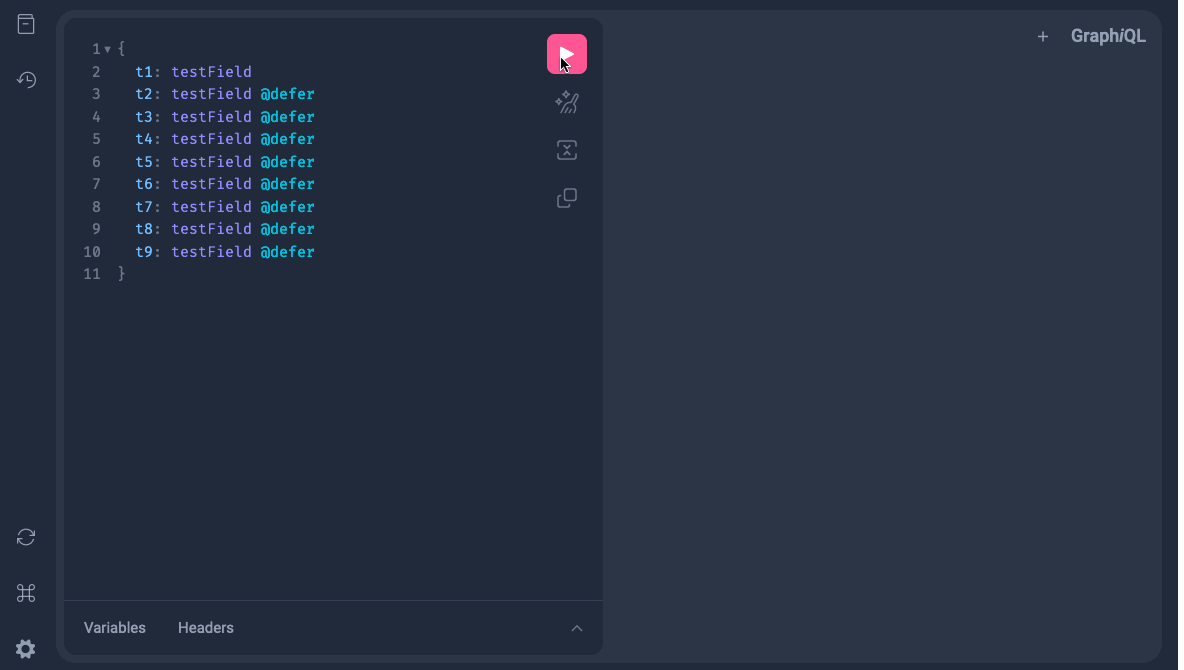 + GraphiQL
1 {
2 t1: testField
3 t2: testField @defer
4 t3: testField @defer
5 t4: testField @defer
6 t5: testField @defer
7 t6: testField @defer
8 t7: testField @defer
9 t8: testField @defer
10 t9: testField @defer
11 }
Variables Headers